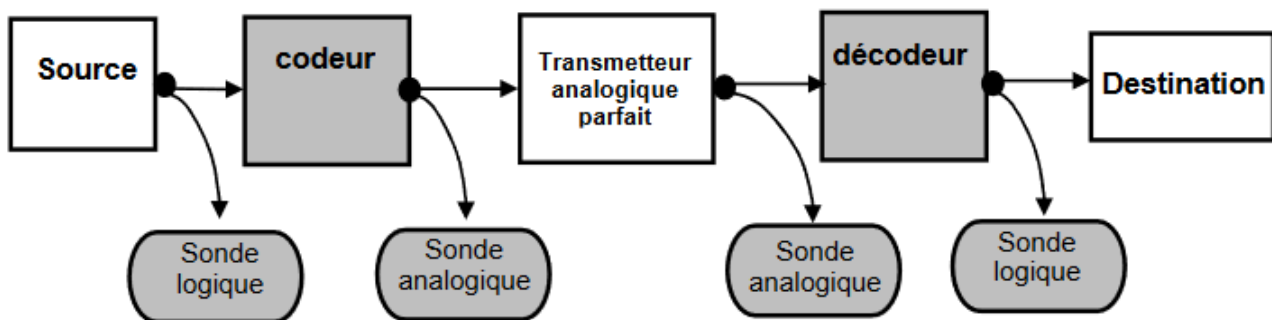 Source
codeur
Transmetteur
analogique
parfait
décodeur
Destination
Sonde
logique
Sonde
analogique
Sonde
analogique
Sonde
logique